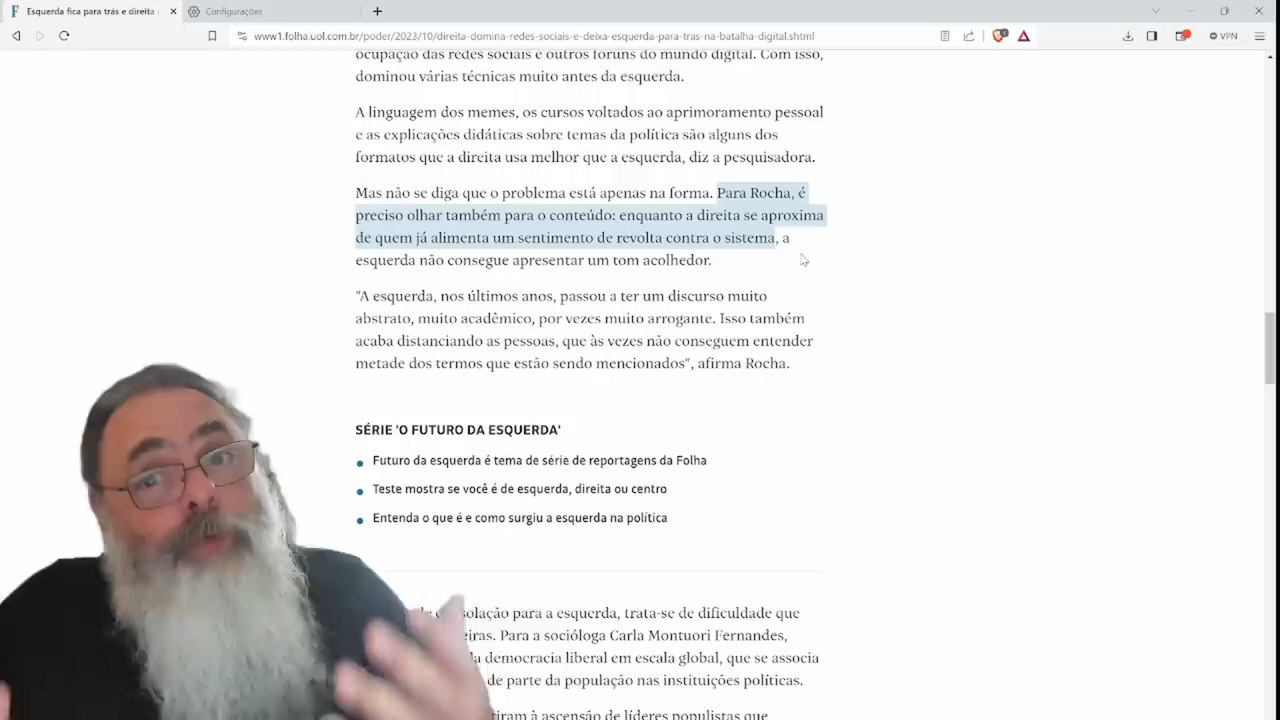 Esquerda fica para trás e direita
Configurações
www1.folha.uol.com.br/poder/2023/10/direita-domina-redes-sociais-e-deixa-esquerda-para-tras-na-batalha-digital.shtml
VPN
ocupação das redes sociais e outros fóruns do mundo digital. Com isso,
dominou várias técnicas muito antes da esquerda.
A linguagem dos memes, os cursos voltados ao aprimoramento pessoal
e as explicações didáticas sobre temas da política são alguns dos
formatos que a direita usa melhor que a esquerda, diz a pesquisadora.
Mas não se diga que o problema está apenas na forma. Para Rocha, é
preciso olhar também para o conteúdo: enquanto a direita se aproxima
de quem já alimenta um sentimento de revolta contra o sistema, a
esquerda não consegue apresentar um tom acolhedor.
"A esquerda, nos últimos anos, passou a ter um discurso muito
abstrato, muito acadêmico, por vezes muito arrogante. Isso também
acaba distanciando as pessoas, que às vezes não conseguem entender
metade dos termos que estão sendo mencionados", afirma Rocha.
SÉRIE 'O FUTURO DA ESQUERDA'
Futuro da esquerda é tema de série de reportagens da Folha
Teste mostra se você é de esquerda, direita ou centro
Entenda o que é e como surgiu a esquerda na política
para a esquerda, trata-se de dificuldade que
Para a socióloga Carla Montuori Fernandes,
da democracia liberal em escala global, que se associa
de parte da população nas instituições políticas.
à ascensão de líderes populistas que